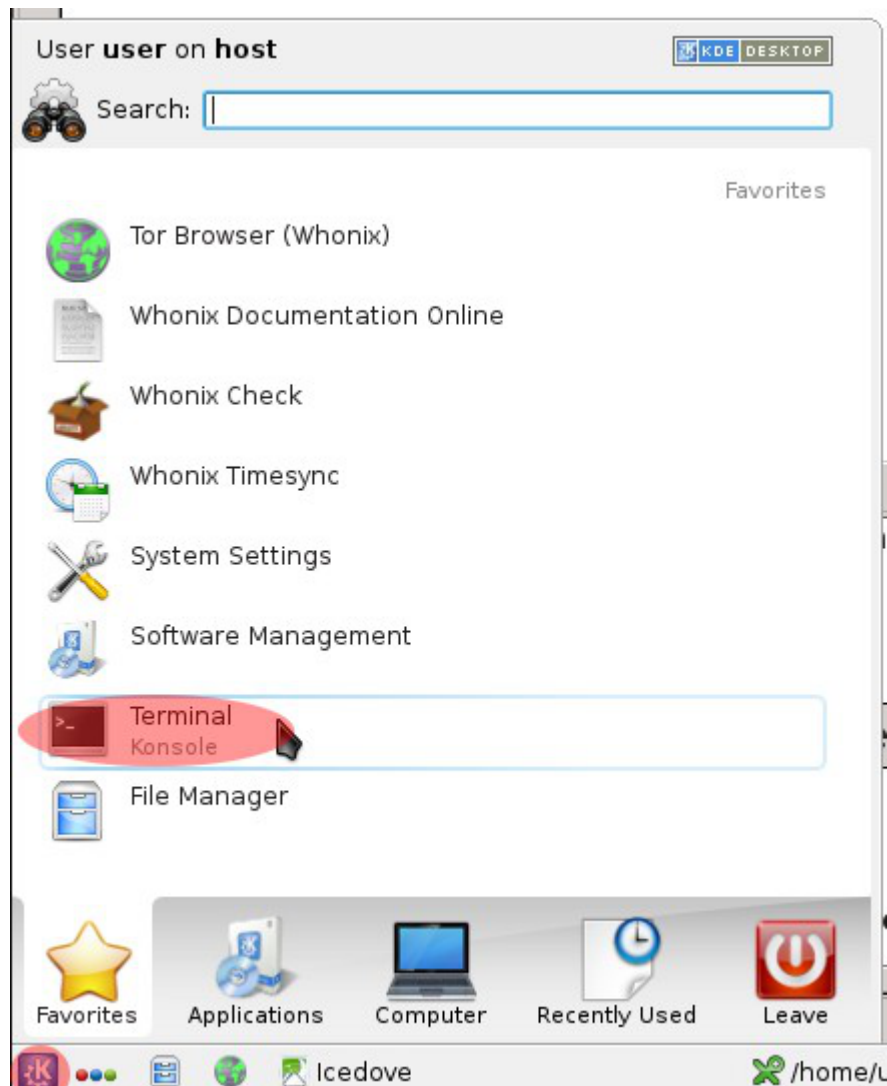 User user on host
KDE DESKTOP
Search:
Favorites
Tor Browser (Whonix)
Whonix Documentation Online
Whonix Check
Whonix Timesync
System Settings
Software Management
>_
Terminal
Konsole
File Manager
Favorites Applications Computer Recently Used Leave
Icedove /home/u